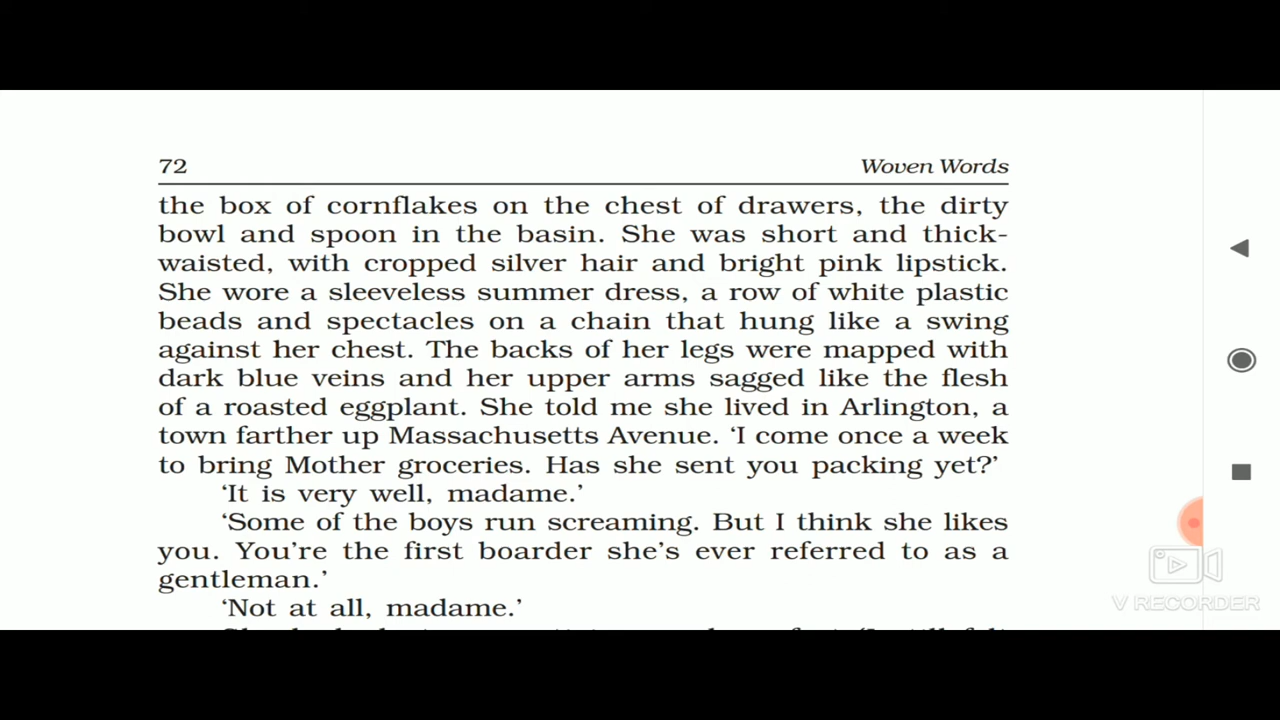 72 Woven Words
the box of cornflakes on the chest of drawers, the dirty
bowl and spoon in the basin. She was short and thick-
waisted, with cropped silver hair and bright pink lipstick.
She wore a sleeveless summer dress, a row of white plastic
beads and spectacles on a chain that hung like a swing
against her chest. The backs of her legs were mapped with
dark blue veins and her upper arms sagged like the flesh
of a roasted eggplant. She told me she lived in Arlington, a
town farther up Massachusetts Avenue. ‘I come once a week
to bring Mother groceries. Has she sent you packing yet?’
‘It is very well, madame.’
‘Some of the boys run screaming. But I think she likes
you. You’re the first boarder she’s ever referred to as a
gentleman.’
‘Not at all, madame.’
V RECORDER